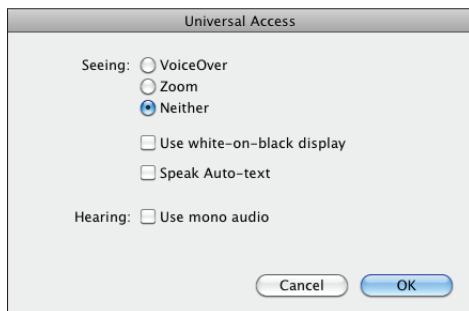 Universal Access
Seeing: VoiceOver
Zoom
Neither
Use white-on-black display
Speak Auto-text
Hearing: Use mono audio
Cancel OK